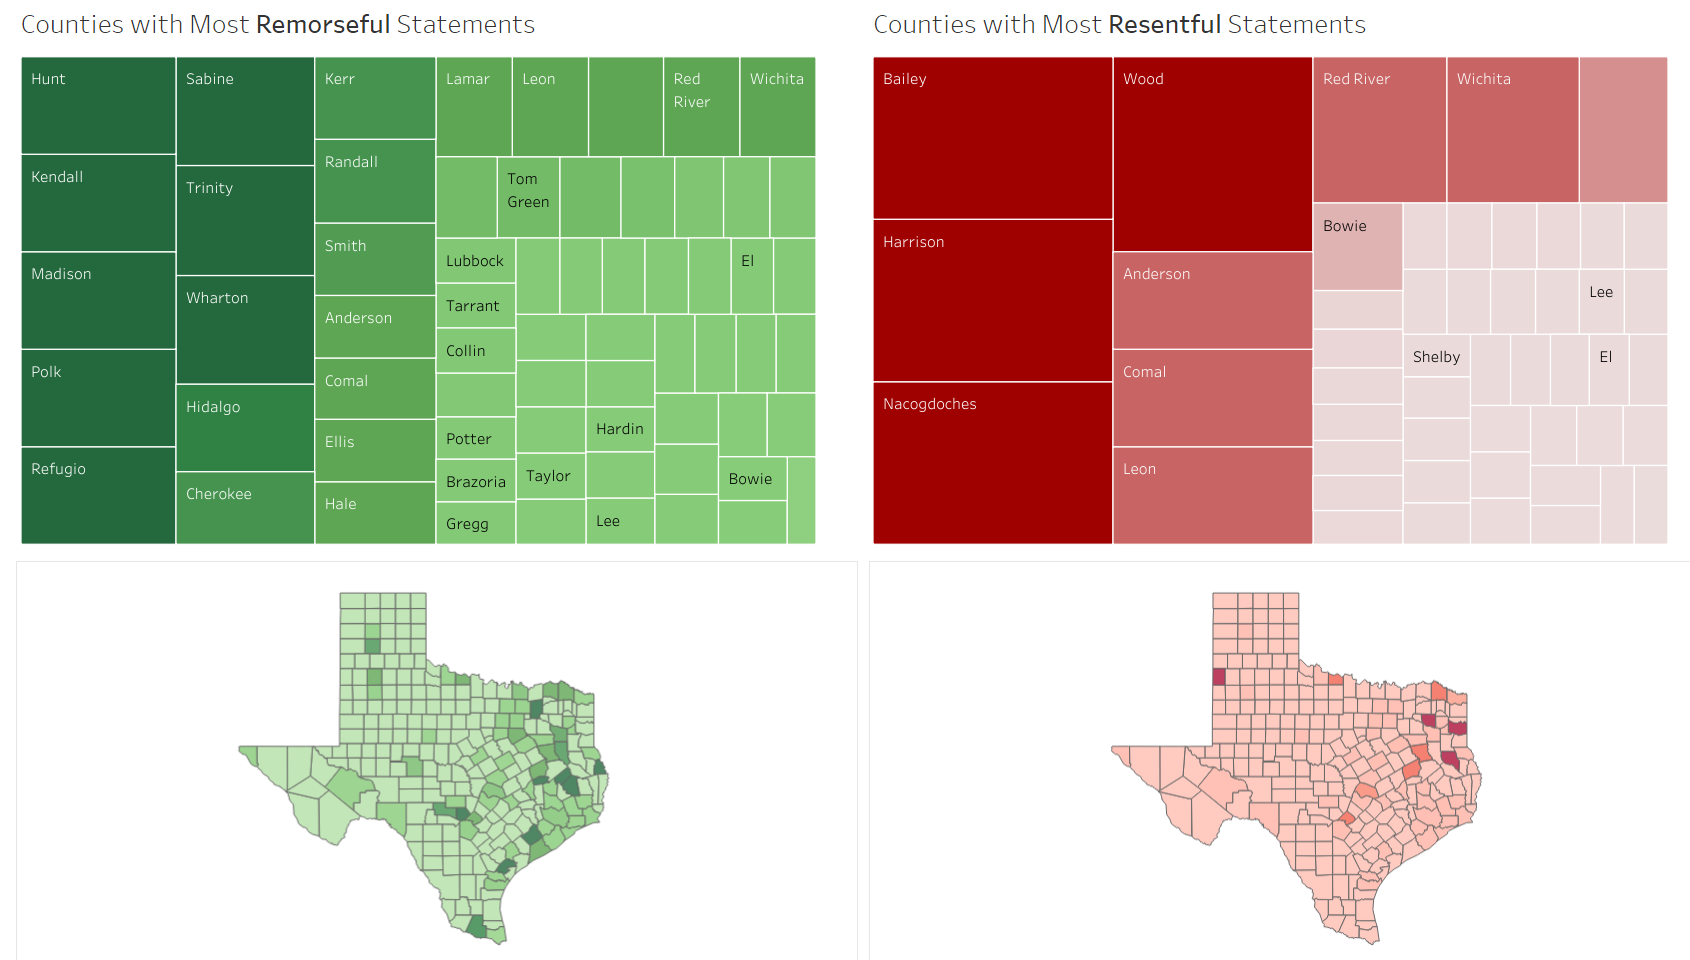 Counties with Most Remorseful Statements
Hunt
Kendall
Madison
Polk
Refugio
Sabine
Trinity
Wharton
Hidalgo
Cherokee
Kerr
Randall
Smith
Anderson
Comal
Ellis
Hale
Lamar
Leon
Red
River
Wichita
Tom
Green
Lubbock
Tarrant
Collin
Potter
Brazoria
Gregg
El
Hardin
Taylor
Lee
Bowie
Counties with Most Resentful Statements
Bailey
Harrison
Nacogdoches
Wood
Anderson
Comal
Leon
Red River
Wichita
Bowie
Lee
Shelby
El